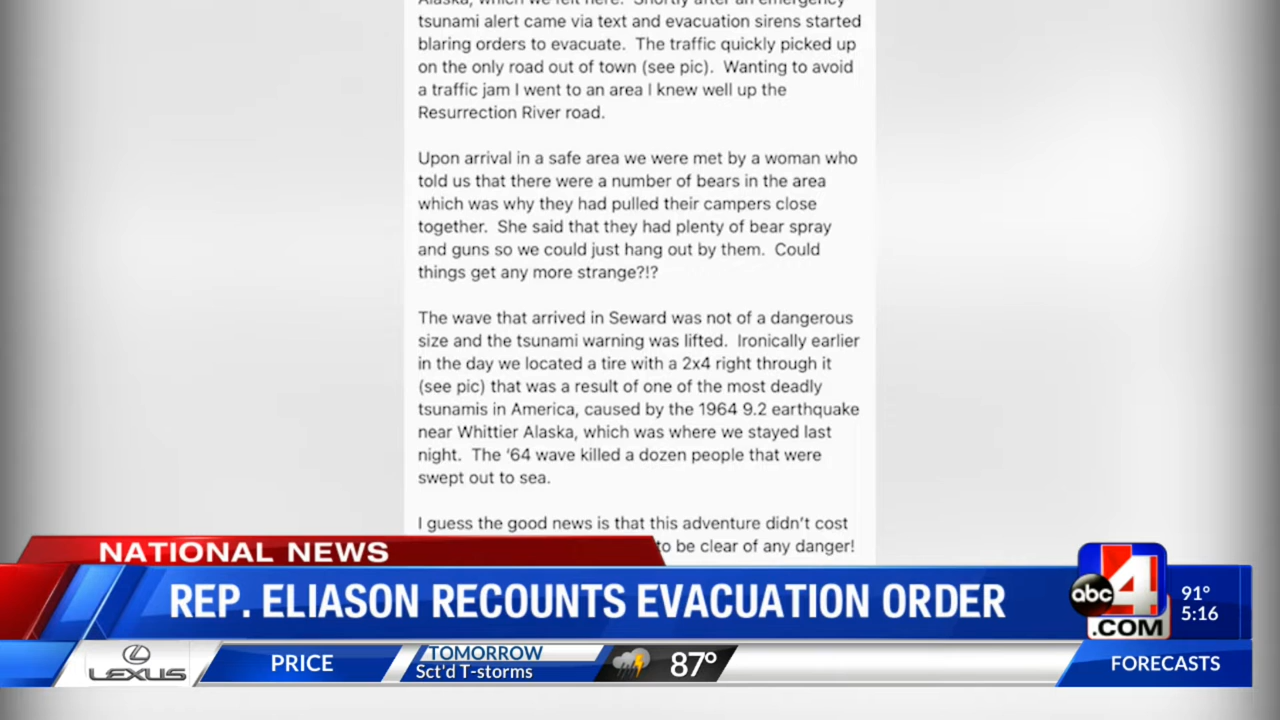 Alaska, which we felt here. Shortly after an emergency
tsunami alert came via text and evacuation sirens started
blaring orders to evacuate. The traffic quickly picked up
on the only road out of town (see pic). Wanting to avoid
a traffic jam I went to an area I knew well up the
Resurrection River road.
Upon arrival in a safe area we were met by a woman who
told us that there were a number of bears in the area
which was why they had pulled their campers close
together. She said that they had plenty of bear spray
and guns so we could just hang out by them. Could
things get any more strange?!?
The wave that arrived in Seward was not of a dangerous
size and the tsunami warning was lifted. Ironically earlier
in the day we located a tire with a 2x4 right through it
(see pic) that was a result of one of the most deadly
tsunamis in America, caused by the 1964 9.2 earthquake
near Whittier Alaska, which was where we stayed last
night. The ‘64 wave killed a dozen people that were
swept out to sea.
I guess the good news is that this adventure didn’t cost
to be clear of any danger!
NATIONAL NEWS
REP. ELIASON RECOUNTS EVACUATION ORDER
abc 4
.COM
91°
5:16
LEXUS
PRICE
TOMORROW
Sct'd T-storms
87°
FORECASTS